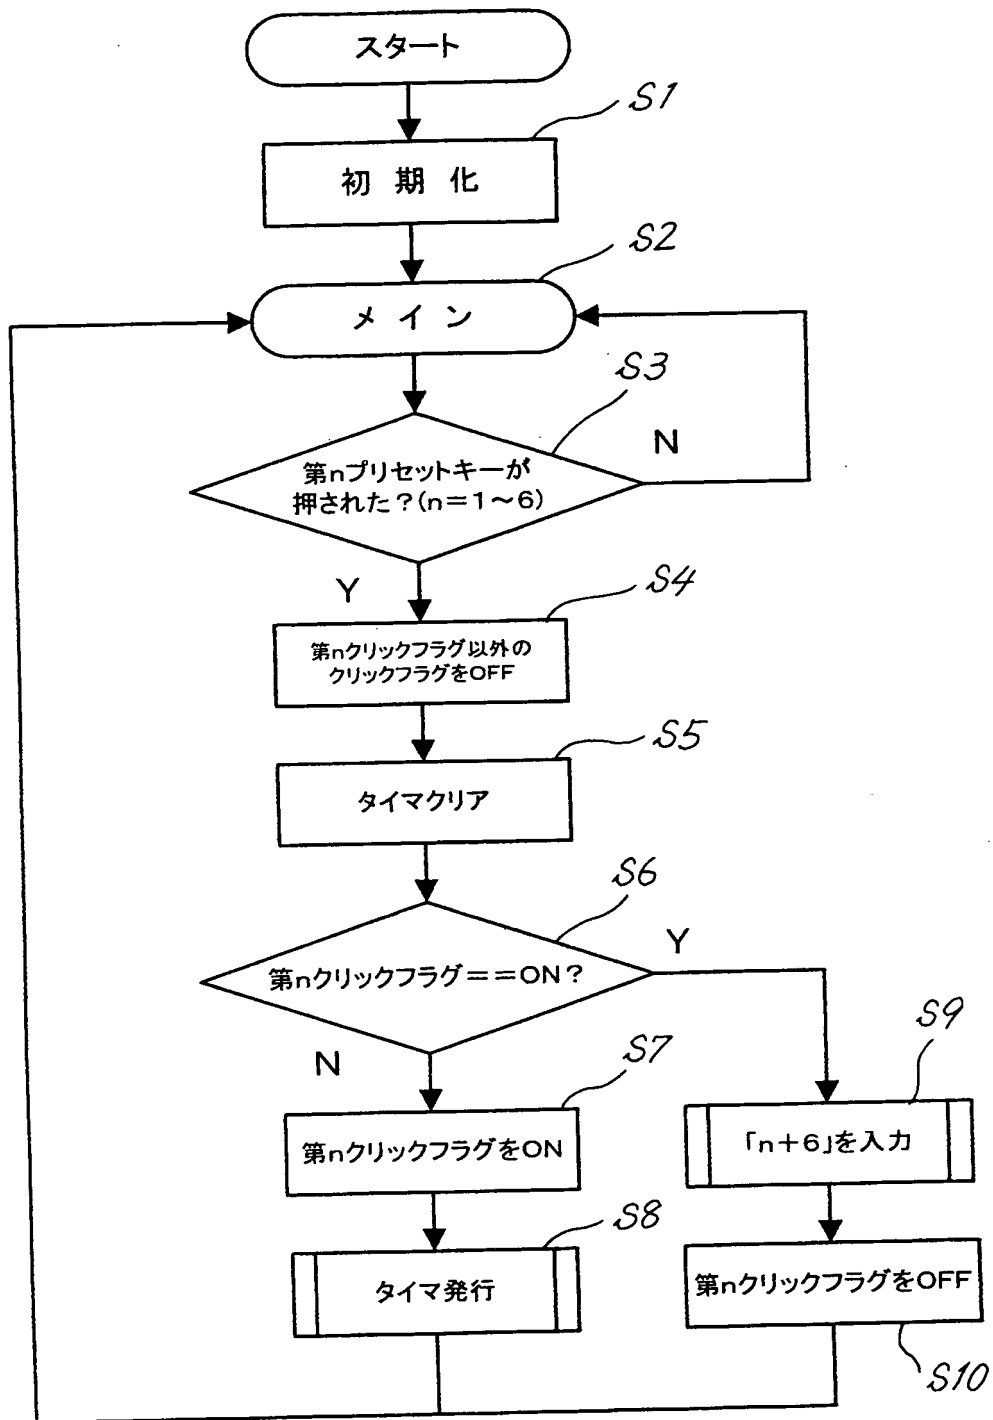 スタート
S1
初期化
S2
メイン
S3
第nプリセットキーが
押された?(n=1〜6)
N
Y
S4
第nクリックフラグ以外の
クリックフラグをOFF
S5
タイマクリア
S6
第nクリックフラグ==ON?
Y
N
S7
第nクリックフラグをON
S9
「n+6」を入力
S8
タイマ発行
第nクリックフラグをOFF
S10